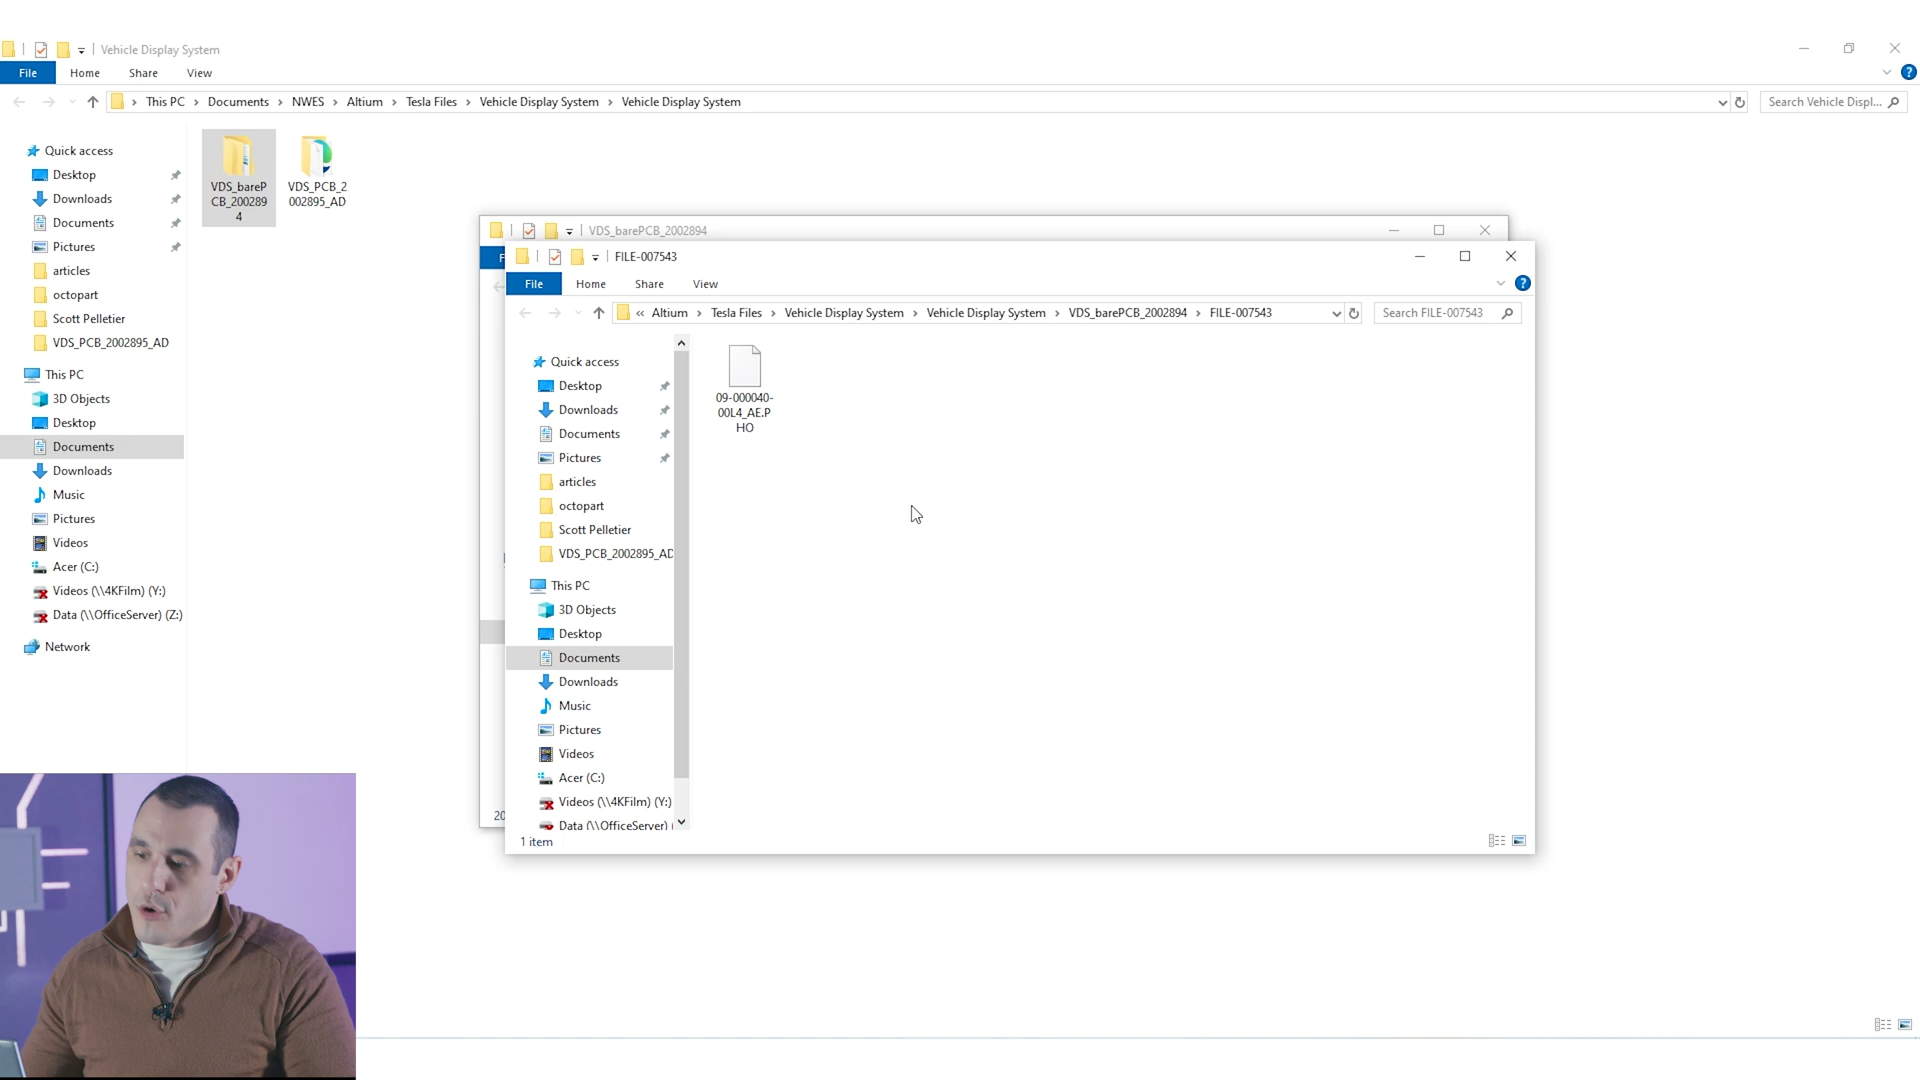 Vehicle Display System
File Home Share View
This PC Documents NWES Altium Tesla Files Vehicle Display System Vehicle Display System
Search Vehicle Displ...
Quick access
Desktop
Downloads
Documents
Pictures
articles
octopart
Scott Pelletier
VDS_PCB_2002895_AD
This PC
3D Objects
Desktop
Documents
Downloads
Music
Pictures
Videos
Acer (C:)
Videos (\\4KFilm) (Y:)
Data (\\OfficeServer) (Z:)
Network
VDS_bareP
CB_200289
4
VDS_PCB_2
002895_AD
VDS_barePCB_2002894
F
20
FILE-007543
File Home Share View
« Altium Tesla Files Vehicle Display System Vehicle Display System VDS_barePCB_2002894 FILE-007543
Search FILE-007543
Quick access
Desktop
Downloads
Documents
Pictures
articles
octopart
Scott Pelletier
VDS_PCB_2002895_AD
This PC
3D Objects
Desktop
Documents
Downloads
Music
Pictures
Videos
Acer (C:)
Videos (\\4KFilm) (Y:)
Data (\\OfficeServer) (
09-000040-
00L4_AE.P
HO
1 item